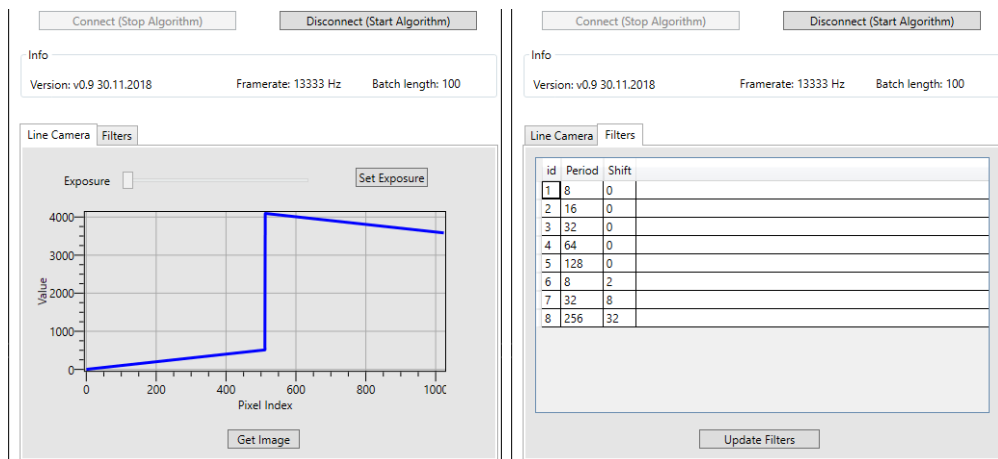 Connect (Stop Algorithm) Disconnect (Start Algorithm)
Info
Version: v0.9 30.11.2018 Framerate: 13333 Hz Batch length: 100
Line Camera Filters
Exposure Set Exposure
4000
3000
2000
1000
0
Value
0 200 400 600 800 1000
Pixel Index
Get Image
Connect (Stop Algorithm) Disconnect (Start Algorithm)
Info
Version: v0.9 30.11.2018 Framerate: 13333 Hz Batch length: 100
Line Camera Filters
id Period Shift
1 8 0
2 16 0
3 32 0
4 64 0
5 128 0
6 8 2
7 32 8
8 256 32
Update Filters